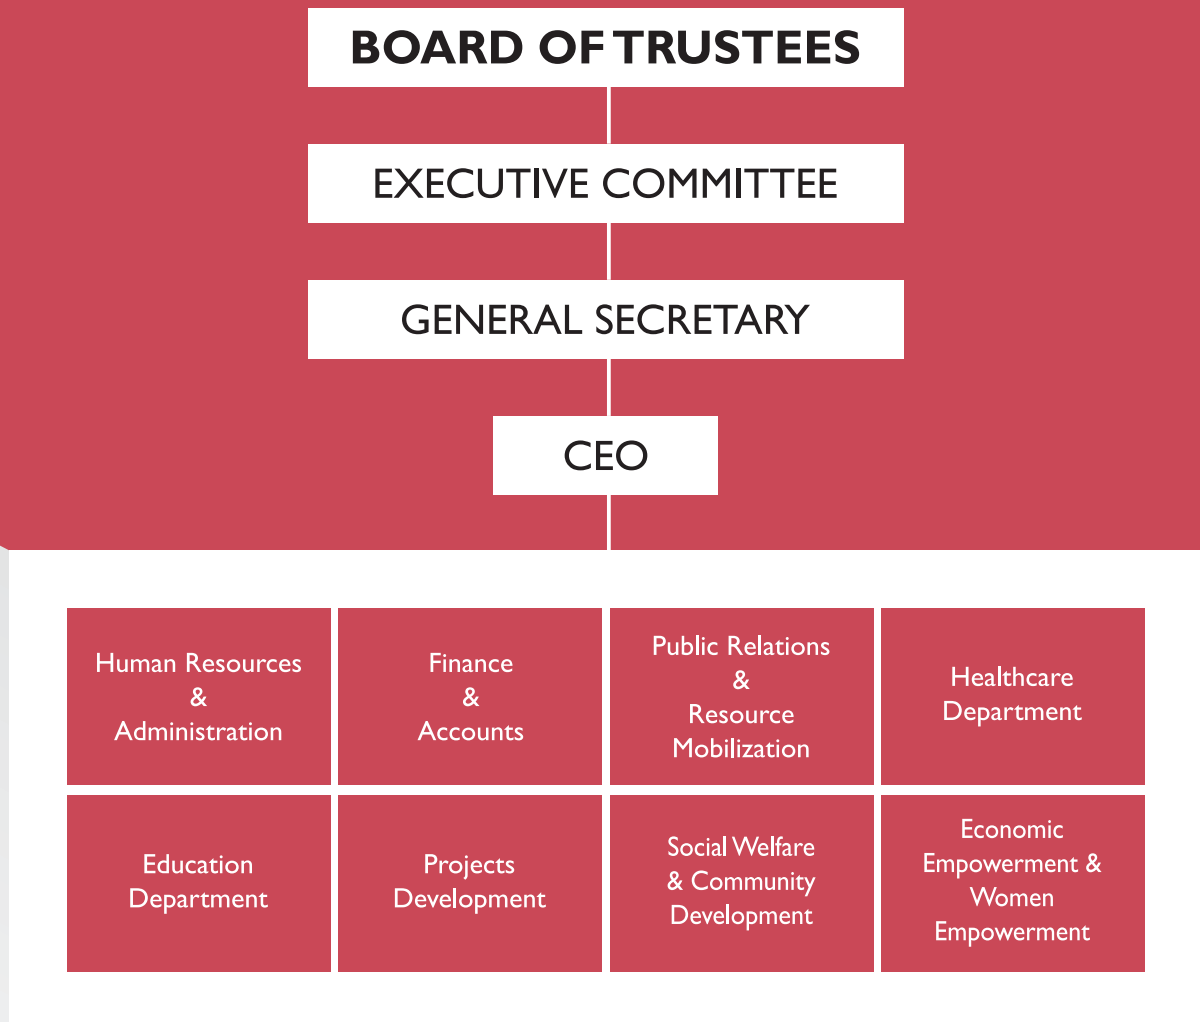 BOARD OF TRUSTEES
EXECUTIVE COMMITTEE
GENERAL SECRETARY
CEO
Human Resources
&
Administration
Finance
&
Accounts
Public Relations
&
Resource
Mobilization
Healthcare
Department
Education
Department
Projects
Development
Social Welfare
& Community
Development
Economic
Empowerment &
Women
Empowerment